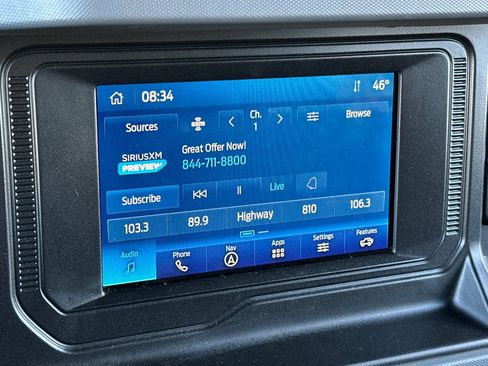 08:34 46°
Sources sxm Ch. 1 Browse
SIRIUSXM PREVIEW
Great Offer Now!
844-711-8800
Subscribe Live
103.3 89.9 Highway 810 106.3
Audio Phone Nav Apps Settings Features